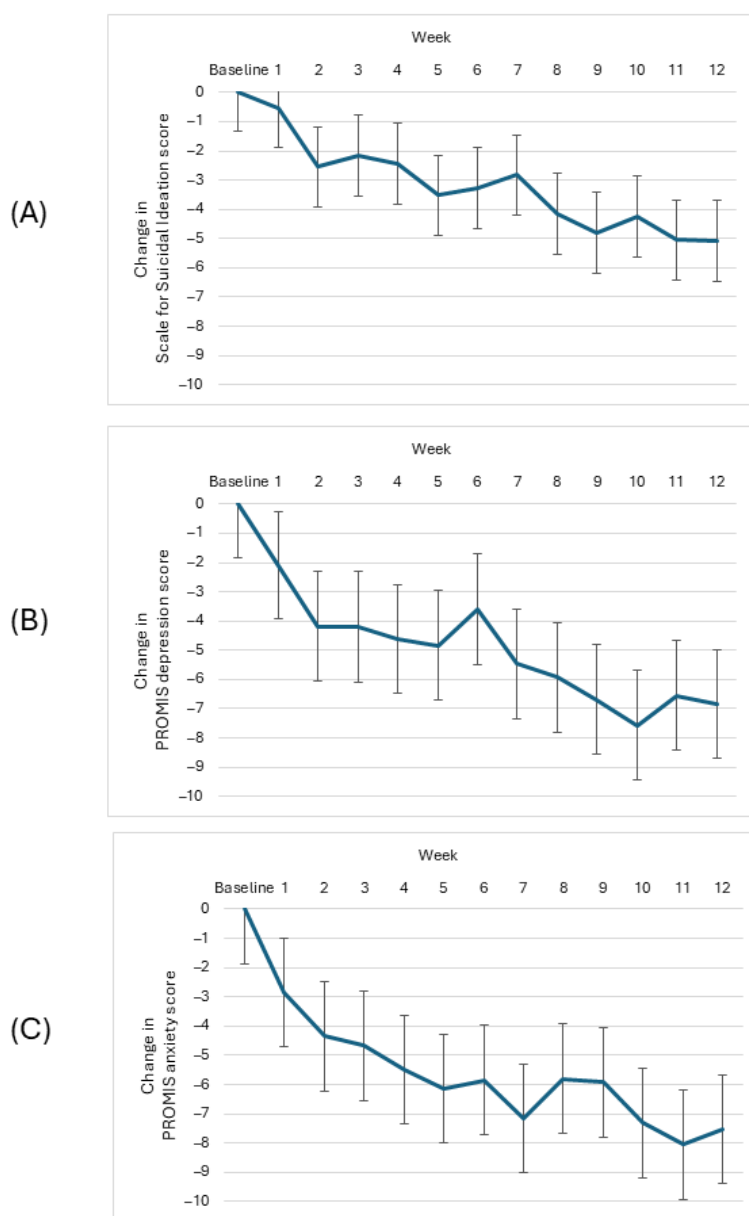 (A)
Week
Baseline 1 2 3 4 5 6 7 8 9 10 11 12
Change in
Scale for Suicidal Ideation score
0
–1
–2
–3
–4
–5
–6
–7
–8
–9
–10
(B)
Week
Baseline 1 2 3 4 5 6 7 8 9 10 11 12
Change in
PROMIS depression score
0
–1
–2
–3
–4
–5
–6
–7
–8
–9
–10
(C)
Week
Baseline 1 2 3 4 5 6 7 8 9 10 11 12
Change in
PROMIS anxiety score
0
–1
–2
–3
–4
–5
–6
–7
–8
–9
–10